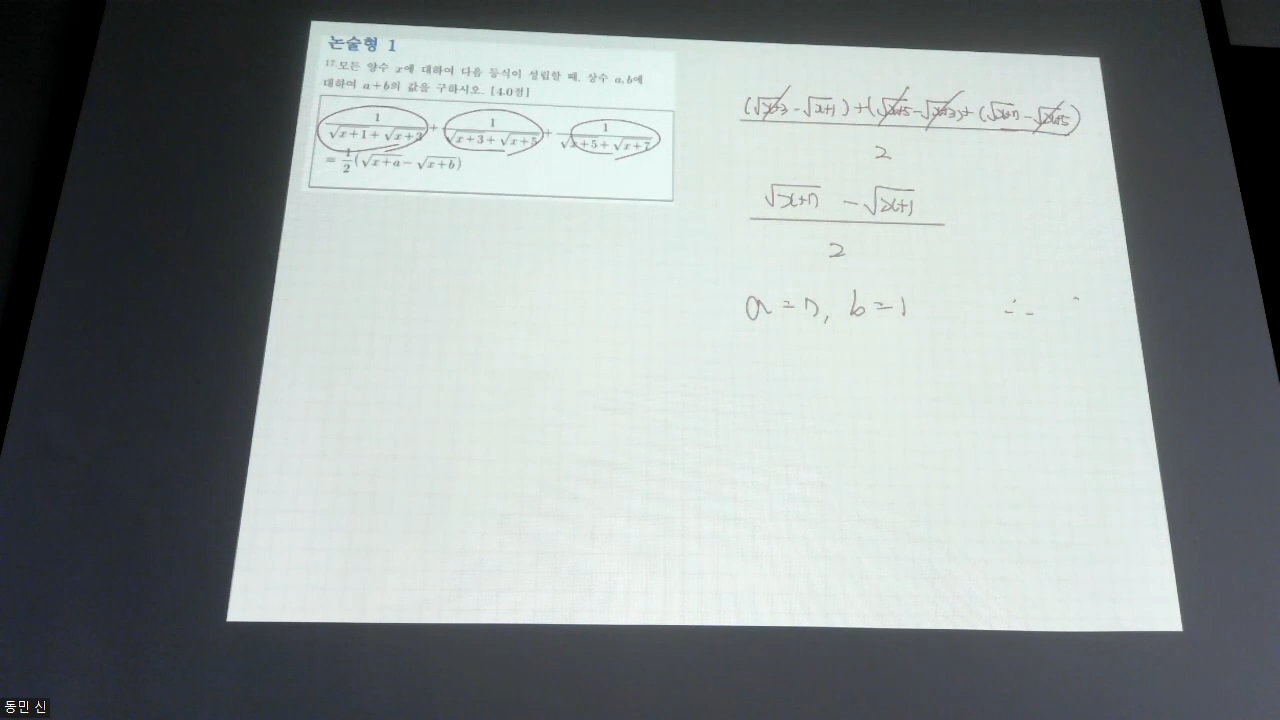 논술형 1
17. 모든 양수 x에 대하여 다음 등식이 성립할 때, 상수 a, b에
대하여 a+b의 값을 구하시오. [4.0점]
1/(√(x+1)+√(x+3)) + 1/(√(x+3)+√(x+5)) + 1/(√(x+5)+√(x+7))
= 1/2(√(x+a) − √(x+b))
((√(x+3) − √(x+1)) + (√(x+5) − √(x+3)) + (√(x+7) − √(x+5)))/2
(√(x+7) − √(x+1))/2
a = 7, b = 1 ∴
동민 신